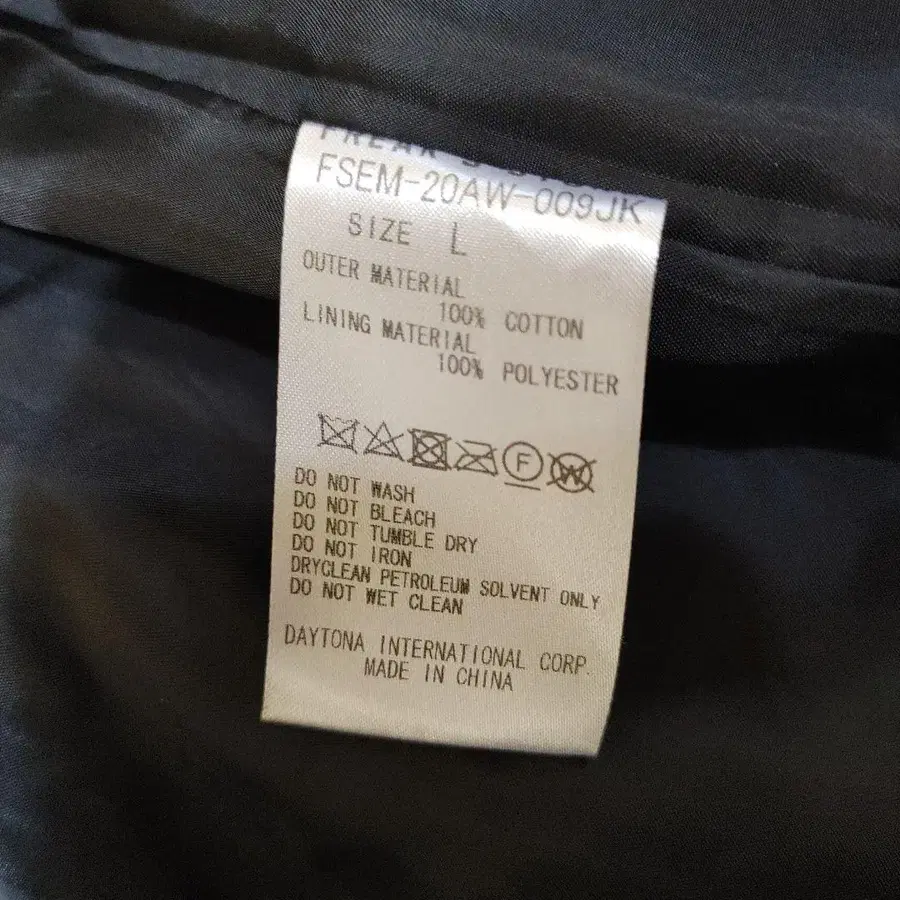 FREAK'S
FSEM-20AW-009JK
SIZE L
OUTER MATERIAL
100% COTTON
LINING MATERIAL
100% POLYESTER
F W
DO NOT WASH
DO NOT BLEACH
DO NOT TUMBLE DRY
DO NOT IRON
DRYCLEAN PETROLEUM SOLVENT ONLY
DO NOT WET CLEAN
DAYTONA INTERNATIONAL CORP.
MADE IN CHINA